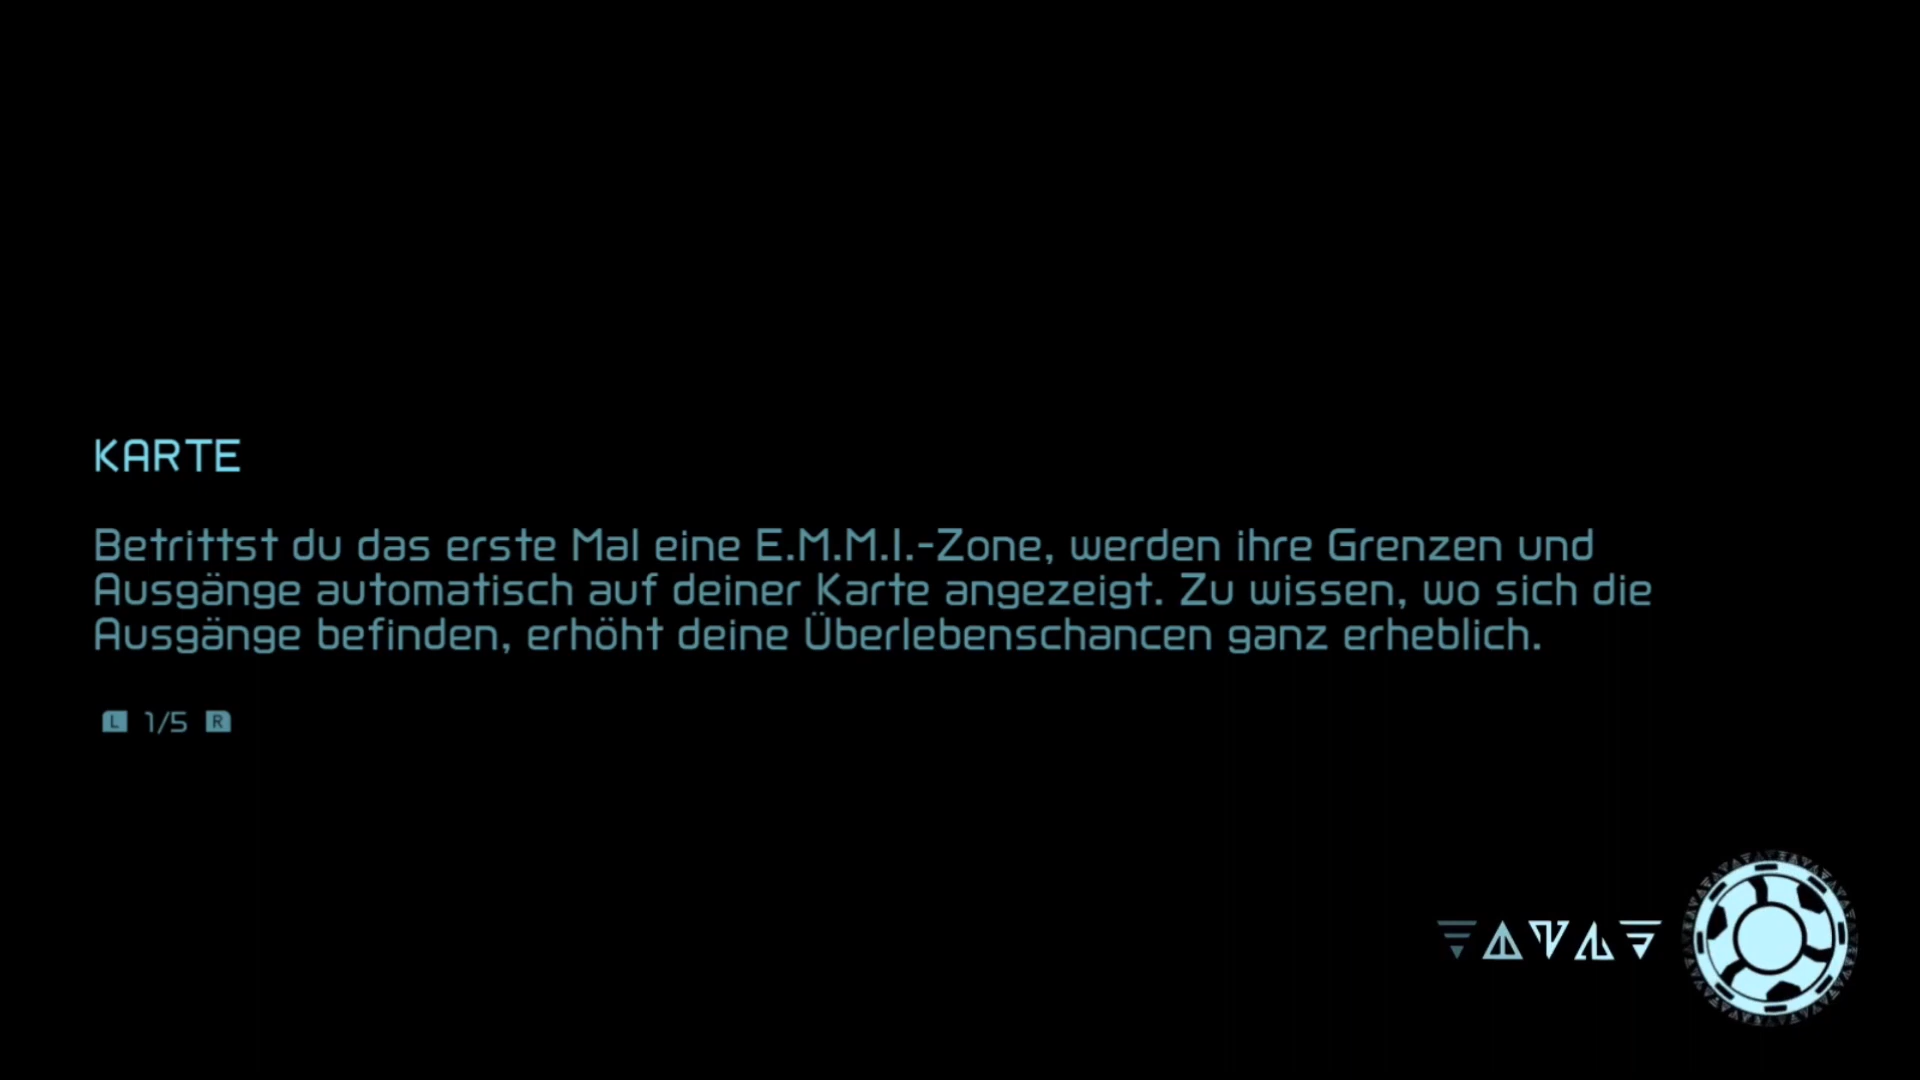 KARTE
Betrittst du das erste Mal eine E.M.M.I.-Zone, werden ihre Grenzen und
Ausgänge automatisch auf deiner Karte angezeigt. Zu wissen, wo sich die
Ausgänge befinden, erhöht deine Überlebenschancen ganz erheblich.
L 1/5 R